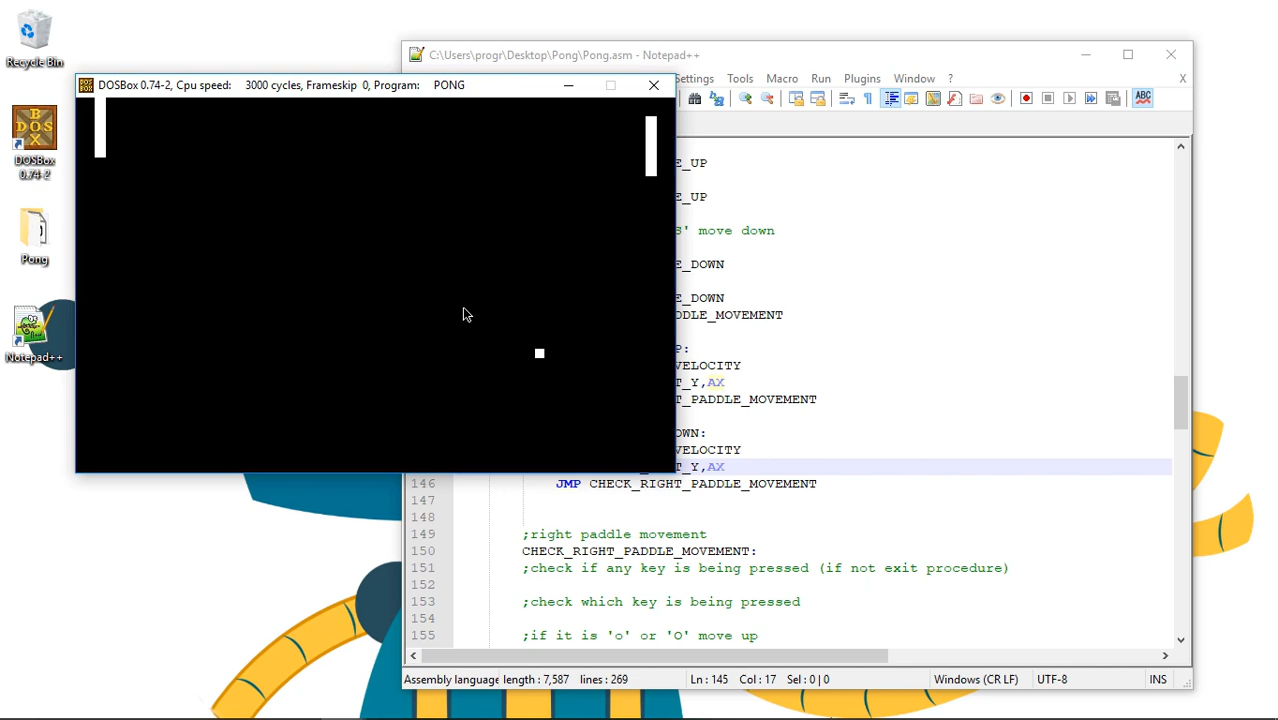 Recycle Bin
DOSBox
0.74-2
Pong
Notepad++
C:\Users\progr\Desktop\Pong\Pong.asm - Notepad++
DOSBox 0.74-2, Cpu speed: 3000 cycles, Frameskip 0, Program: PONG
Settings Tools Macro Run Plugins Window ? X
ABC
E_UP
E_UP
S' move down
E_DOWN
E_DOWN
DDLE_MOVEMENT
P:
VELOCITY
T_Y,AX
_PADDLE_MOVEMENT
OWN:
VELOCITY
T_Y,AX
146 JMP CHECK_RIGHT_PADDLE_MOVEMENT
147
148
149 ;right paddle movement
150 CHECK_RIGHT_PADDLE_MOVEMENT:
151 ;check if any key is being pressed (if not exit procedure)
152
153 ;check which key is being pressed
154
155 ;if it is 'o' or 'O' move up
Assembly language length : 7,587 lines : 269 Ln : 145 Col : 17 Sel : 0 | 0 Windows (CR LF) UTF-8 INS